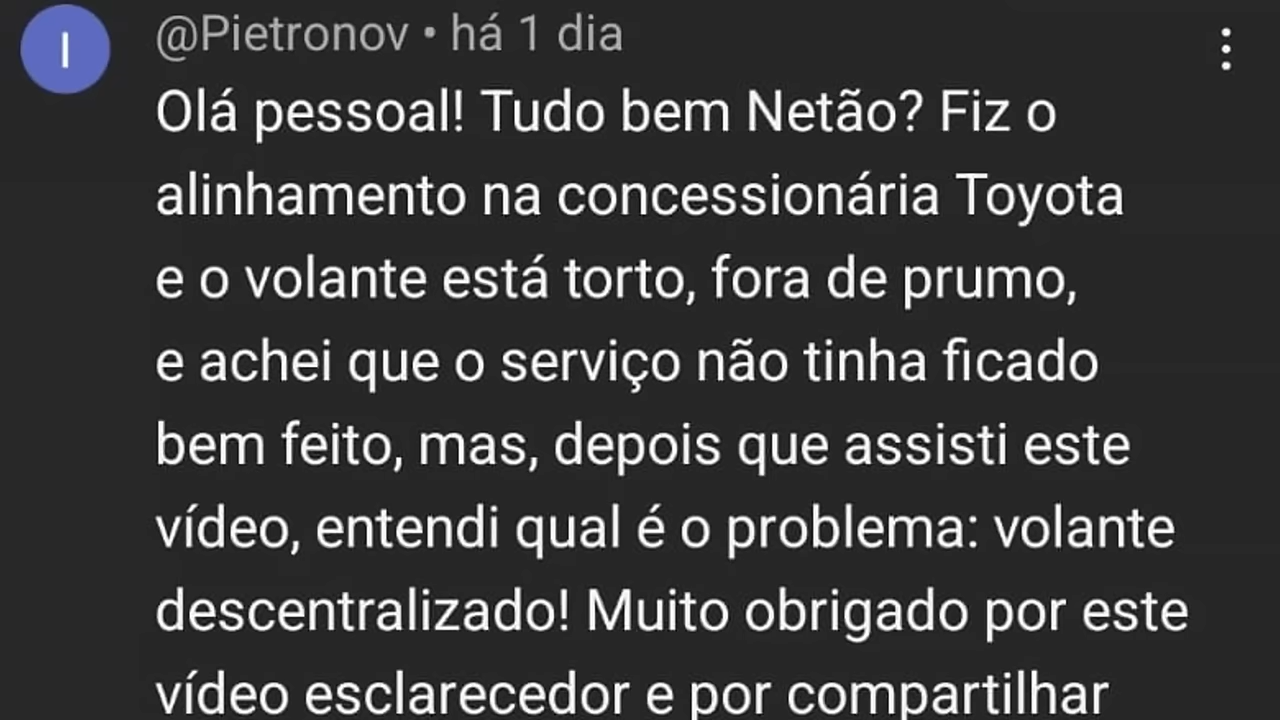 I
@Pietronov • há 1 dia
Olá pessoal! Tudo bem Netão? Fiz o
alinhamento na concessionária Toyota
e o volante está torto, fora de prumo,
e achei que o serviço não tinha ficado
bem feito, mas, depois que assisti este
vídeo, entendi qual é o problema: volante
descentralizado! Muito obrigado por este
vídeo esclarecedor e por compartilhar